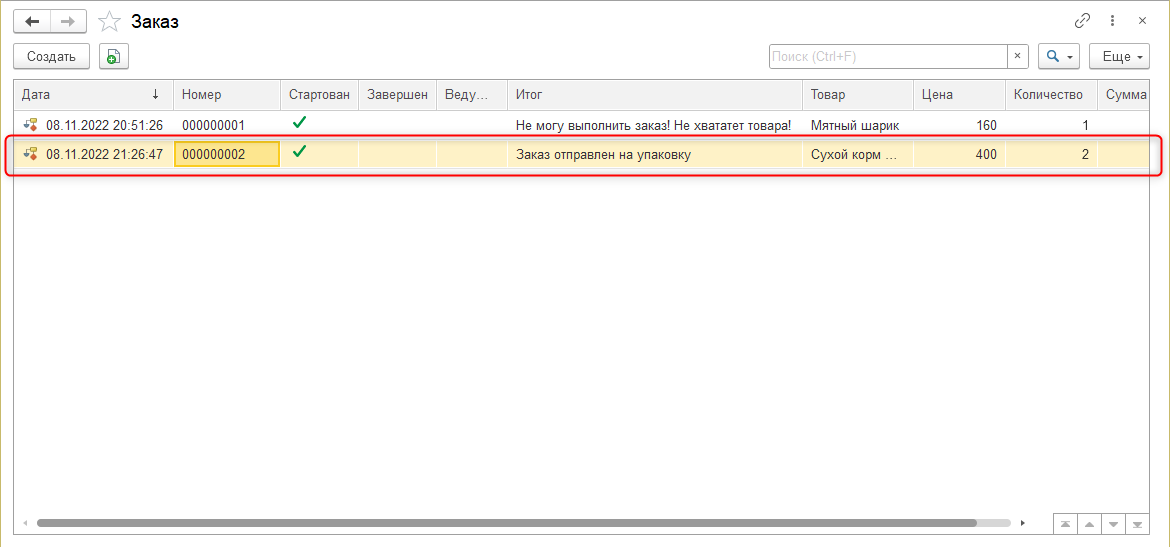 Заказ
Создать Поиск (Ctrl+F) × Еще
Дата ↓ Номер Стартован Завершен Веду... Итог Товар Цена Количество Сумма
08.11.2022 20:51:26 000000001 Не могу выполнить заказ! Не хвататет товара! Мятный шарик 160 1
08.11.2022 21:26:47 000000002 Заказ отправлен на упаковку Сухой корм ... 400 2